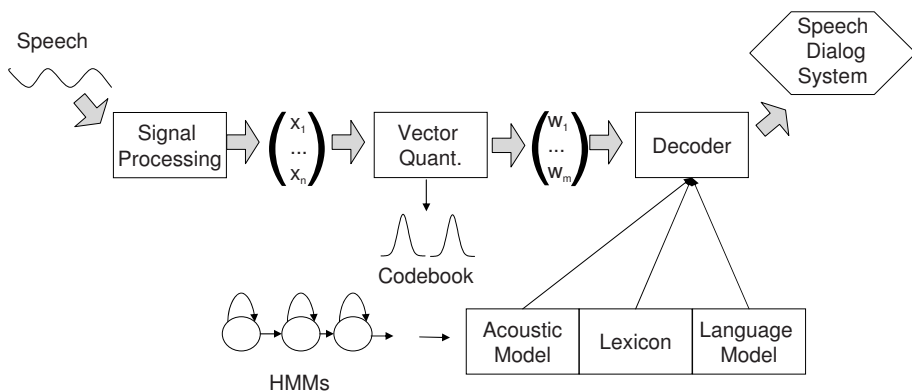 Speech
Speech
Dialog
System
Signal
Processing
x1
...
xn
Vector
Quant.
w1
...
wm
Decoder
Codebook
Acoustic
Model
Lexicon
Language
Model
HMMs